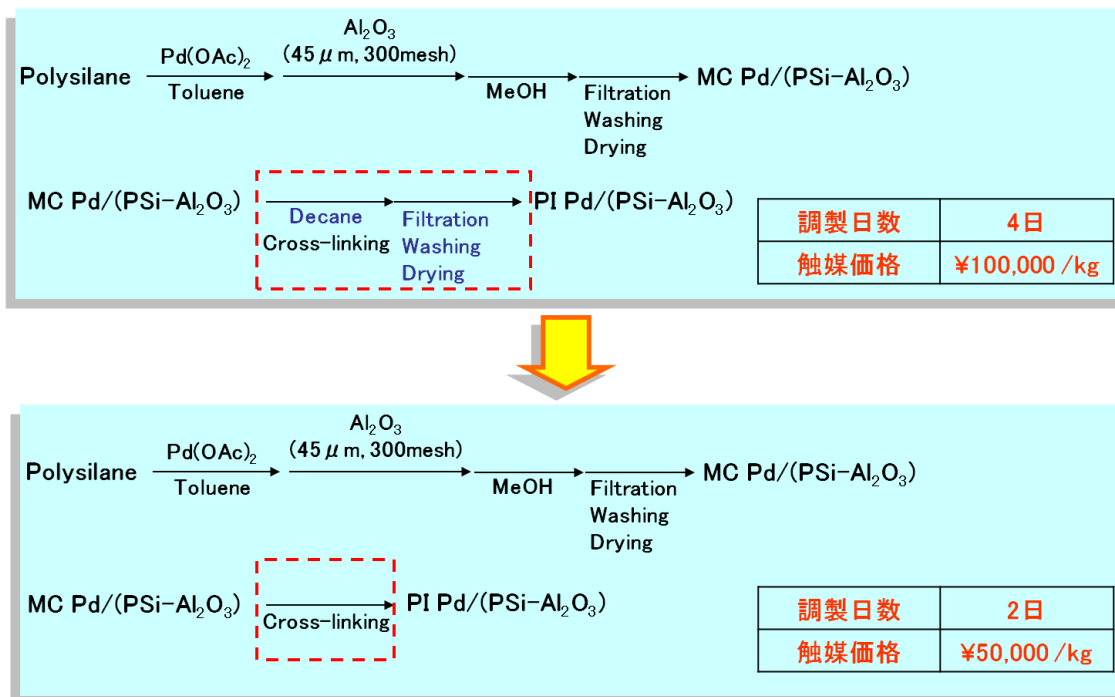 Al₂O₃
Pd(OAc)₂ (45μm, 300mesh)
Polysilane MC Pd/(PSi-Al₂O₃)
Toluene MeOH Filtration
Washing
Drying
MC Pd/(PSi-Al₂O₃) PI Pd/(PSi-Al₂O₃)
Decane Filtration
Cross-linking Washing
Drying
調製日数 4日
触媒価格 ¥100,000/kg
Al₂O₃
Pd(OAc)₂ (45μm, 300mesh)
Polysilane MC Pd/(PSi-Al₂O₃)
Toluene MeOH Filtration
Washing
Drying
MC Pd/(PSi-Al₂O₃) PI Pd/(PSi-Al₂O₃)
Cross-linking
調製日数 2日
触媒価格 ¥50,000/kg